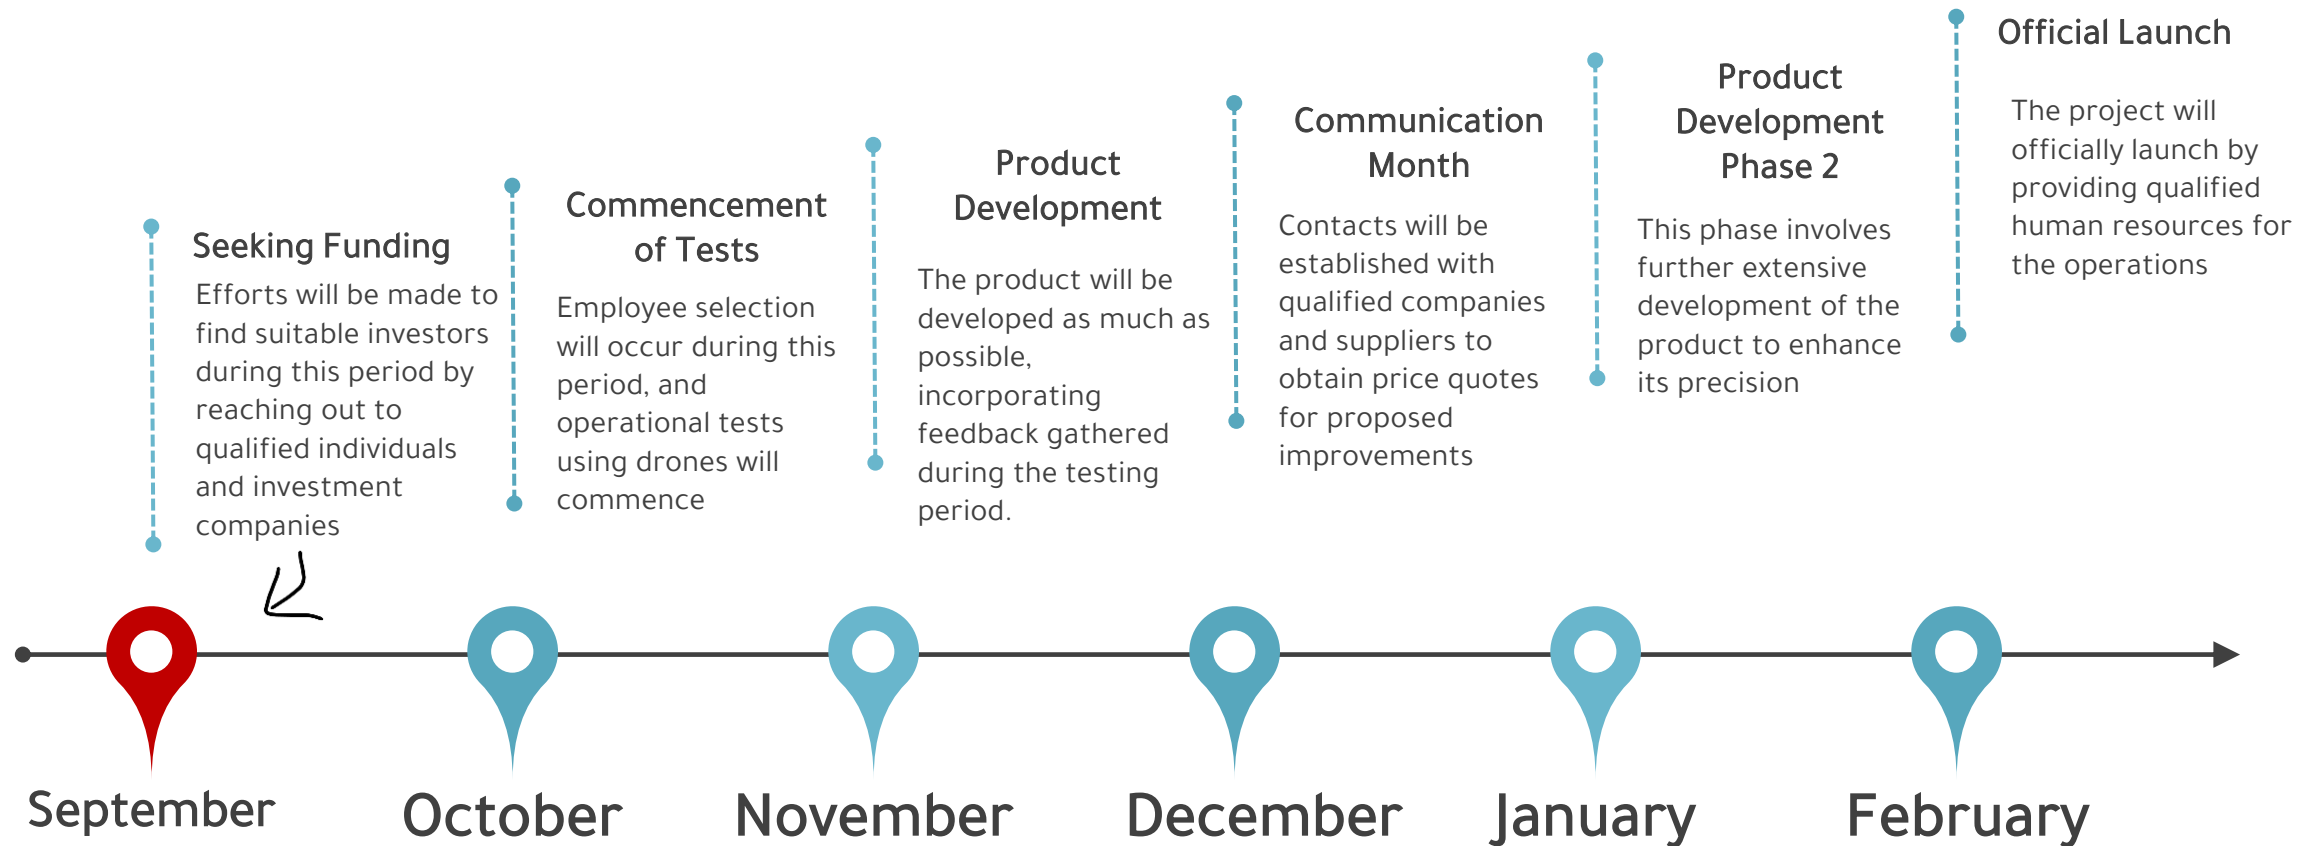 Seeking Funding
Efforts will be made to
find suitable investors
during this period by
reaching out to
qualified individuals
and investment
companies
Commencement
of Tests
Employee selection
will occur during this
period, and
operational tests
using drones will
commence
Product
Development
The product will be
developed as much as
possible,
incorporating
feedback gathered
during the testing
period.
Communication
Month
Contacts will be
established with
qualified companies
and suppliers to
obtain price quotes
for proposed
improvements
Product
Development
Phase 2
This phase involves
further extensive
development of the
product to enhance
its precision
Official Launch
The project will
officially launch by
providing qualified
human resources for
the operations
September
October
November
December
January
February